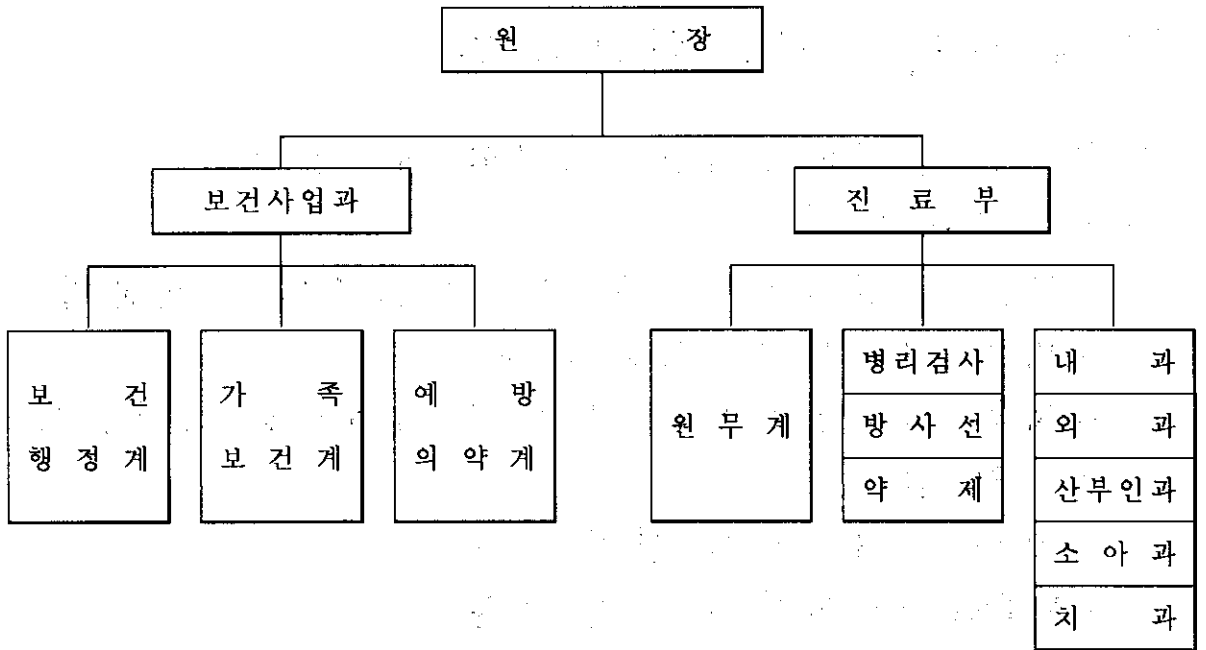 원 장
보건사업과
진 료 부
보 건
행 정 계
가 족
보 건 계
예 방
의 약 계
원 무 계
병리검사
방 사 선
약 제
내 과
외 과
산부인과
소 아 과
치 과